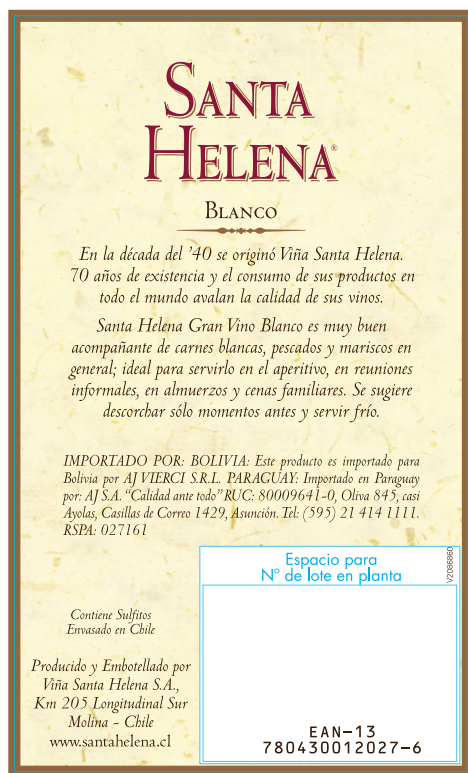 SANTA
HELENA®
BLANCO
En la década del '40 se originó Viña Santa Helena.
70 años de existencia y el consumo de sus productos en
todo el mundo avalan la calidad de sus vinos.
Santa Helena Gran Vino Blanco es muy buen
acompañante de carnes blancas, pescados y mariscos en
general; ideal para servirlo en el aperitivo, en reuniones
informales, en almuerzos y cenas familiares. Se sugiere
descorchar sólo momentos antes y servir frío.
IMPORTADO POR: BOLIVIA: Este producto es importado para
Bolivia por AJ VIERCI S.R.L. PARAGUAY: Importado en Paraguay
por: AJ S.A. “Calidad ante todo” RUC: 80009641-0, Oliva 845, casi
Ayolas, Casillas de Correo 1429, Asunción. Tel: (595) 21 414 1111.
RSPA: 027161
Espacio para
Nº de lote en planta
V2086860
Contiene Sulfitos
Envasado en Chile
Producido y Embotellado por
Viña Santa Helena S.A.,
Km 205 Longitudinal Sur
Molina - Chile
www.santahelena.cl
EAN-13
780430012027-6